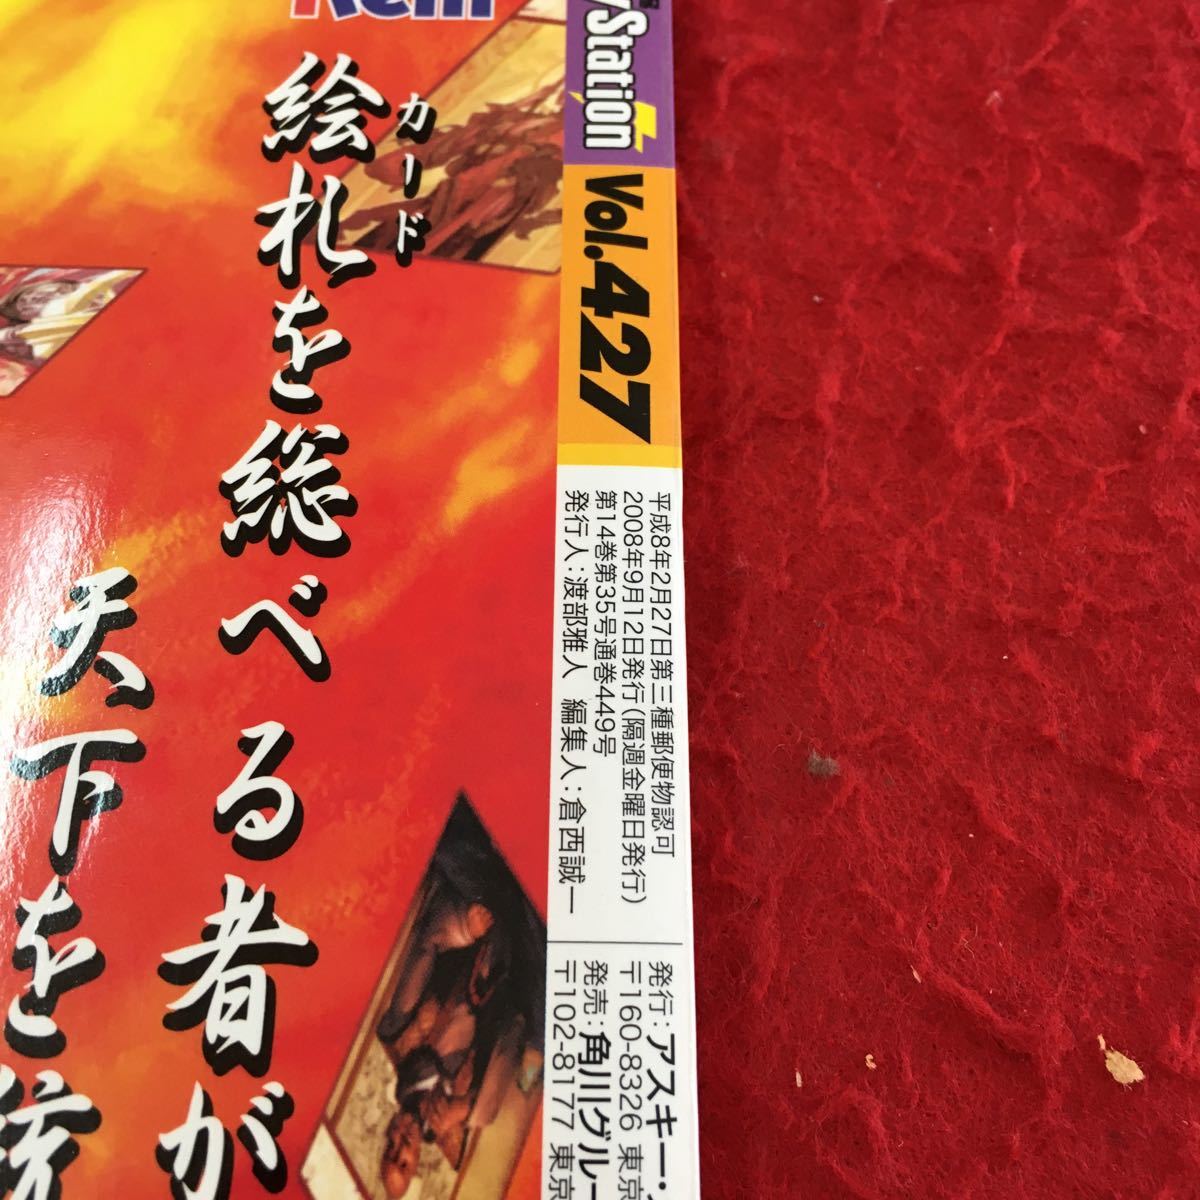 yStation
Vol.427
平成8年2月27日第三種郵便物認可
2008年9月12日発行(隔週金曜日発行)
第14巻第35号通巻449号
発行人:渡部雅人 編集人:倉西誠一
発行:アスキー・
〒160-8326 東京
発売:角川グルー
〒102-8177 東京
カード
絵札を総べる者が
天下を統